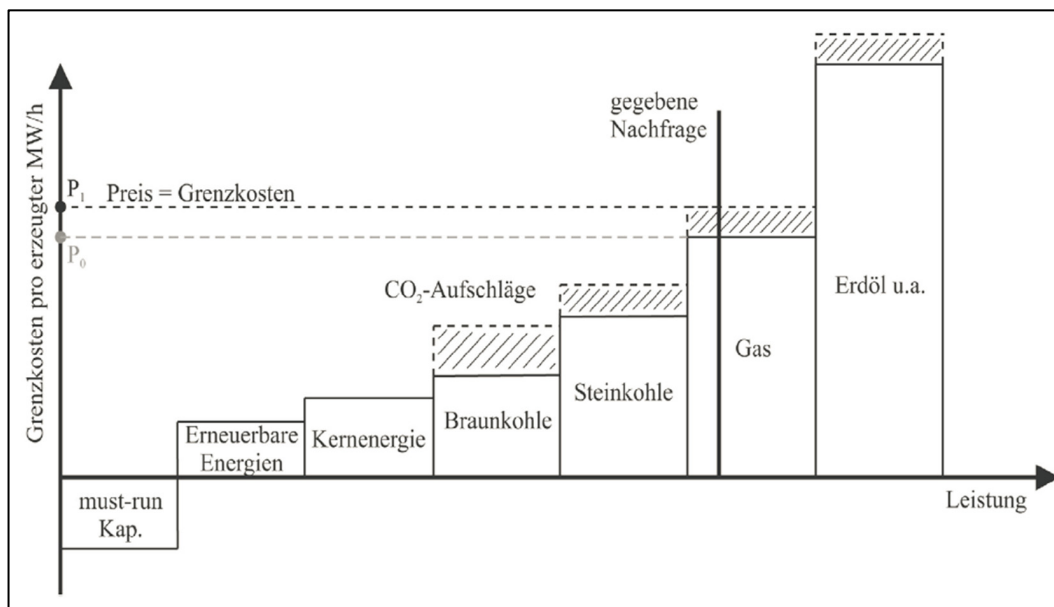 Grenzkosten pro erzeugter MW/h
gegebene
Nachfrage
P₁ Preis = Grenzkosten
P₀
CO₂-Aufschläge
Erdöl u.a.
Gas
Steinkohle
Braunkohle
Kernenergie
Erneuerbare
Energien
must-run
Kap.
Leistung